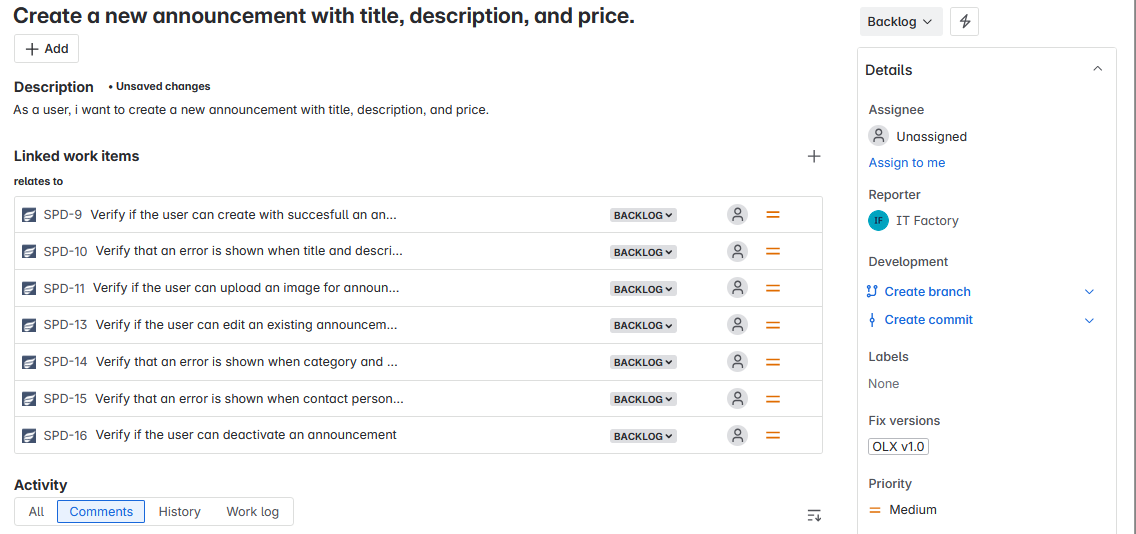 Create a new announcement with title, description, and price.
Add
Description • Unsaved changes
As a user, i want to create a new announcement with title, description, and price.
Linked work items
relates to
SPD-9 Verify if the user can create with succesfull an an... BACKLOG
SPD-10 Verify that an error is shown when title and descri... BACKLOG
SPD-11 Verify if the user can upload an image for announ... BACKLOG
SPD-13 Verify if the user can edit an existing announcem... BACKLOG
SPD-14 Verify that an error is shown when category and ... BACKLOG
SPD-15 Verify that an error is shown when contact person... BACKLOG
SPD-16 Verify if the user can deactivate an announcement BACKLOG
Activity
All Comments History Work log
Backlog
Details
Assignee
Unassigned
Assign to me
Reporter
IF IT Factory
Development
Create branch
Create commit
Labels
None
Fix versions
OLX v1.0
Priority
Medium